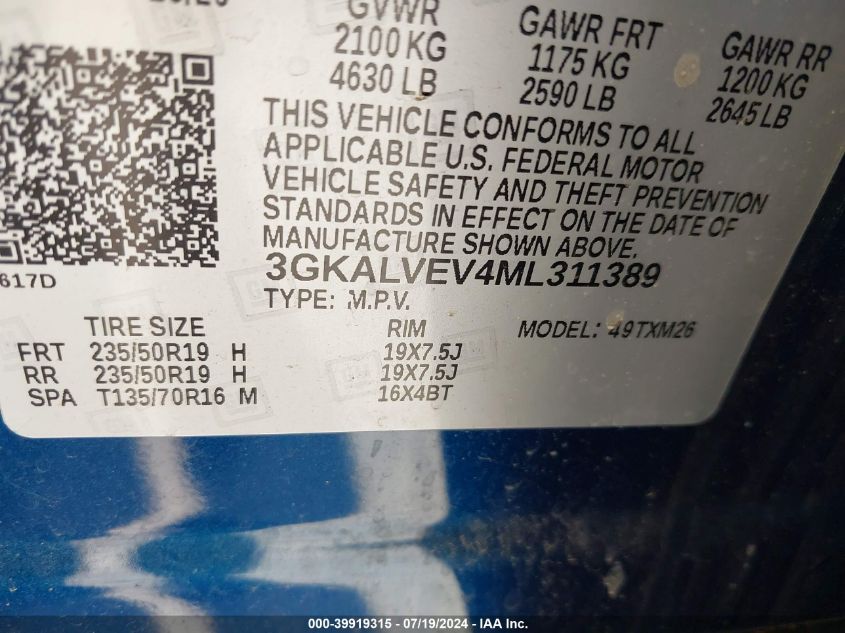 GVWR GAWR FRT GAWR RR
2100 KG 1175 KG 1200 KG
4630 LB 2590 LB 2645 LB
THIS VEHICLE CONFORMS TO ALL
APPLICABLE U.S. FEDERAL MOTOR
VEHICLE SAFETY AND THEFT PREVENTION
STANDARDS IN EFFECT ON THE DATE OF
MANUFACTURE SHOWN ABOVE.
617D 3GKALVEV4ML311389
TYPE: M.P.V.
TIRE SIZE RIM MODEL: 49TXM26
FRT 235/50R19 H 19X7.5J
RR 235/50R19 H 19X7.5J
SPA T135/70R16 M 16X4BT
000-39919315 - 07/19/2024 - IAA Inc.